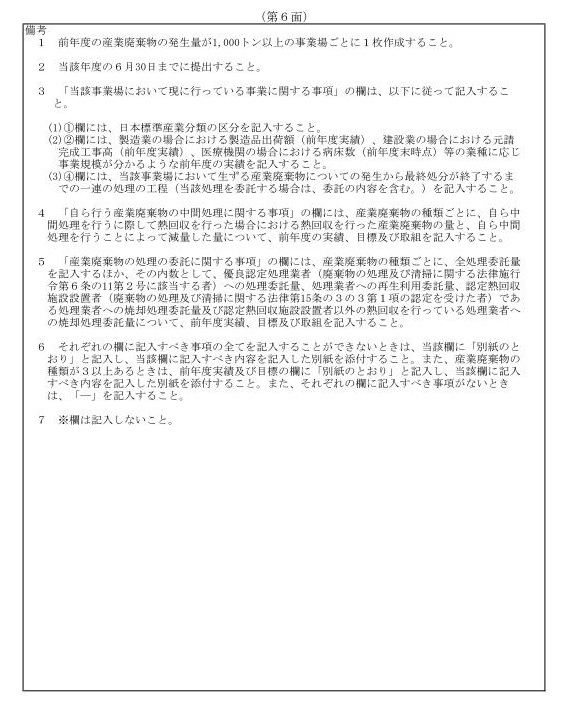 （第６面）
備考
１　前年度の産業廃棄物の発生量が1,000トン以上の事業場ごとに１枚作成すること。
２　当該年度の６月30日までに提出すること。
３　「当該事業場において現に行っている事業に関する事項」の欄は、以下に従って記入するこ
と。
(1)①欄には、日本標準産業分類の区分を記入すること。
(2)②欄には、製造業の場合における製造品出荷額（前年度実績）、建設業の場合における元請
完成工事高（前年度実績）、医療機関の場合における病床数（前年度末時点）等の業種に応じ
事業規模が分かるような前年度の実績を記入すること。
(3)④欄には、当該事業場において生ずる産業廃棄物についての発生から最終処分が終了するま
での一連の処理の工程（当該処理を委託する場合は、委託の内容を含む。）を記入すること。
４　「自ら行う産業廃棄物の中間処理に関する事項」の欄には、産業廃棄物の種類ごとに、自ら中
間処理を行うに際して熱回収を行った場合における熱回収を行った産業廃棄物の量と、自ら中間
処理を行うことによって減量した量について、前年度の実績、目標及び取組を記入すること。
５　「産業廃棄物の処理の委託に関する事項」の欄には、産業廃棄物の種類ごとに、全処理委託量
を記入するほか、その内数として、優良認定処理業者（廃棄物の処理及び清掃に関する法律施行
令第６条の11第２号に該当する者）への処理委託量、処理業者への再生利用委託量、認定熱回収
施設設置者（廃棄物の処理及び清掃に関する法律第15条の３の３第１項の認定を受けた者）であ
る処理業者への焼却処理委託量及び認定熱回収施設設置者以外の熱回収を行っている処理業者へ
の焼却処理委託量について、前年度実績、目標及び取組を記入すること。
６　それぞれの欄に記入すべき事項の全てを記入することができないときは、当該欄に「別紙のと
おり」と記入し、当該欄に記入すべき内容を記入した別紙を添付すること。また、産業廃棄物の
種類が３以上あるときは、前年度実績及び目標の欄に「別紙のとおり」と記入し、当該欄に記入
すべき内容を記入した別紙を添付すること。また、それぞれの欄に記入すべき事項がないとき
は、「―」を記入すること。
７　※欄は記入しないこと。